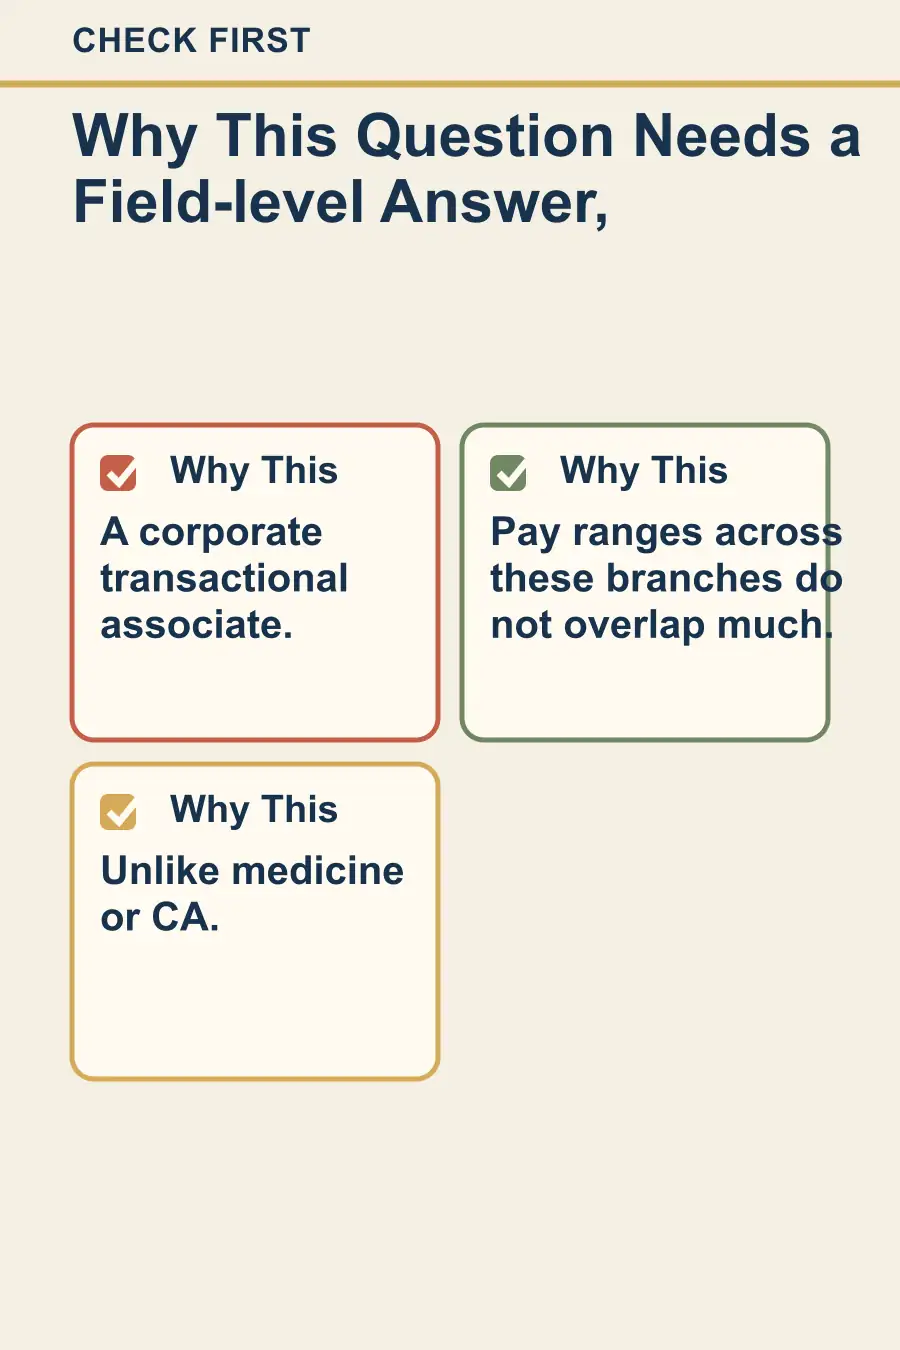 CHECK FIRST
Why This Question Needs a
Field-level Answer,
Why This
A corporate
transactional
associate.
Why This
Pay ranges across
these branches do
not overlap much.
Why This
Unlike medicine
or CA.